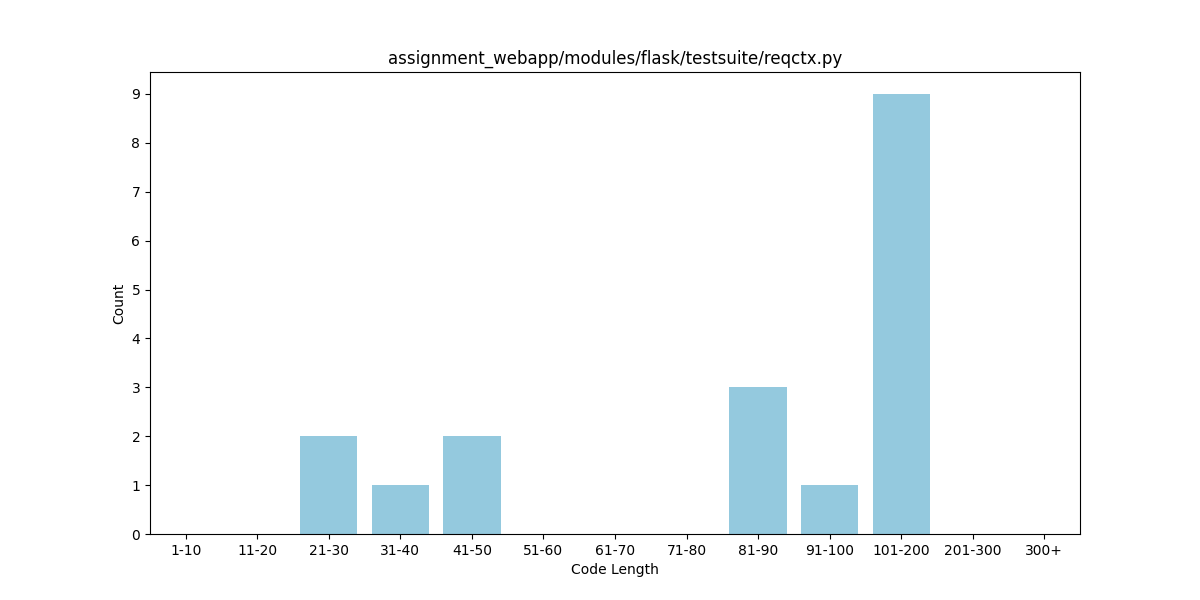 assignment_webapp/modules/flask/testsuite/reqctx.py
9
8
7
6
5
4
3
2
1
0
Count
1-10 11-20 21-30 31-40 41-50 51-60 61-70 71-80 81-90 91-100 101-200 201-300 300+
Code Length